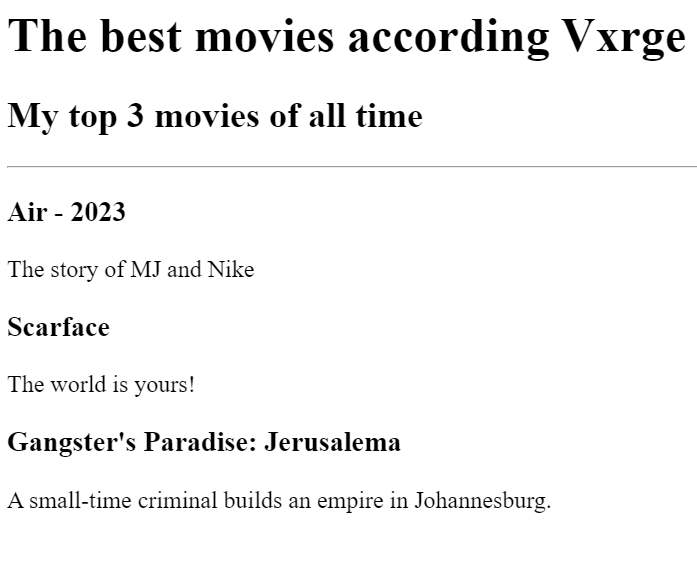 The best movies according Vxrge
My top 3 movies of all time
Air - 2023
The story of MJ and Nike
Scarface
The world is yours!
Gangster's Paradise: Jerusalema
A small-time criminal builds an empire in Johannesburg.